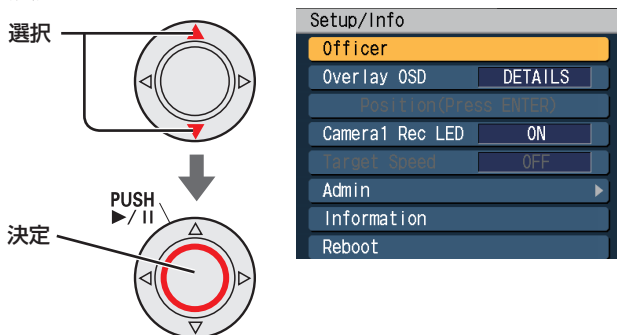 選択
PUSH
▶/II
決定
Setup/Info
Officer
Overlay OSD DETAILS
Position(Press ENTER)
Camera1 Rec LED ON
Target Speed OFF
Admin
Information
Reboot